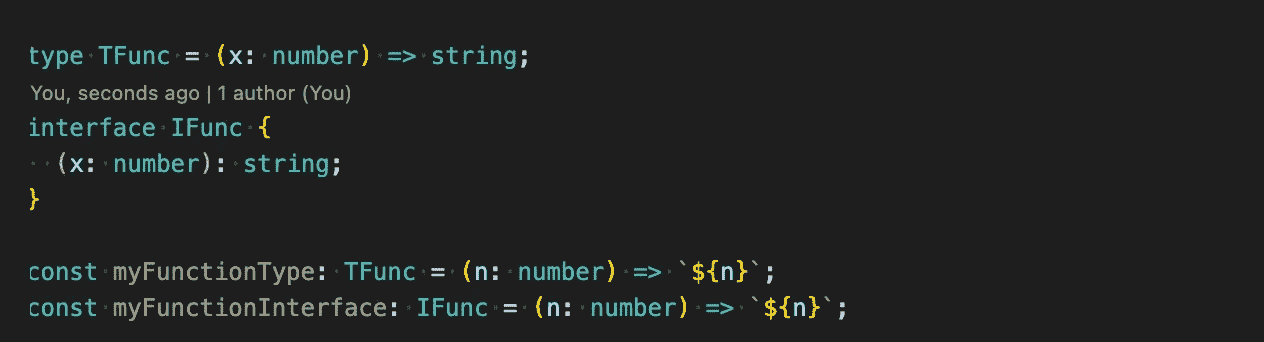 type TFunc = (x: number) => string;
You, seconds ago | 1 author (You)
interface IFunc {
  (x: number): string;
}
const myFunctionType: TFunc = (n: number) => `${n}`;
const myFunctionInterface: IFunc = (n: number) => `${n}`;